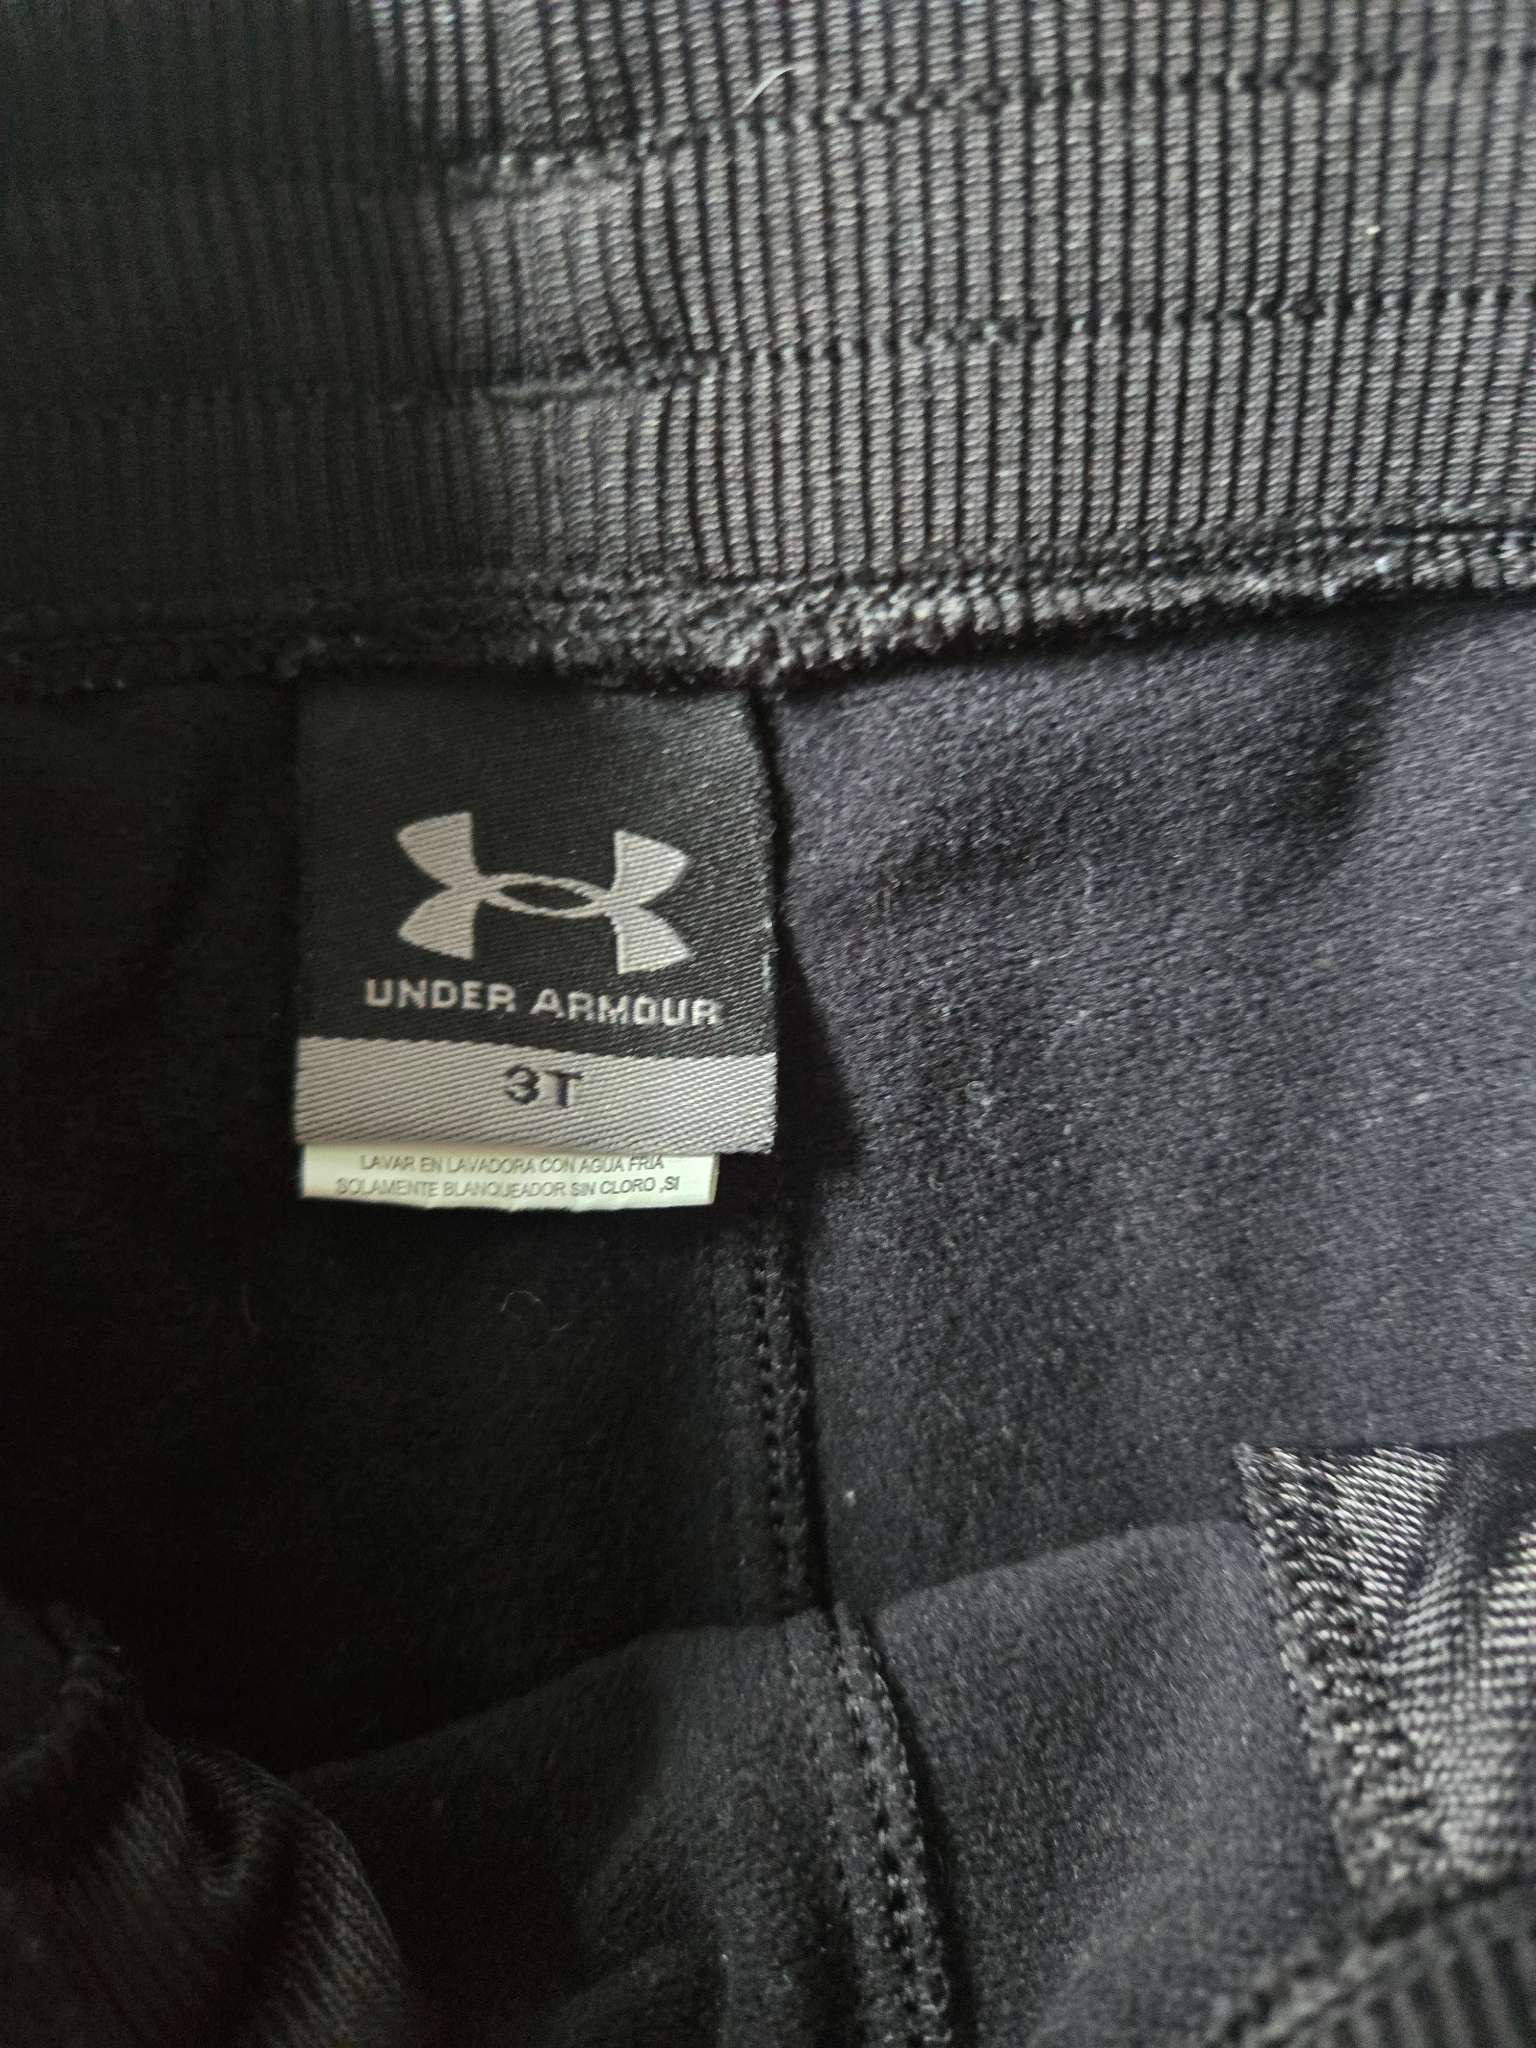 UNDER ARMOUR
3T
LAVAR EN LAVADORA CON AGUA FRIA
SOLAMENTE BLANQUEADOR SIN CLORO ,SI